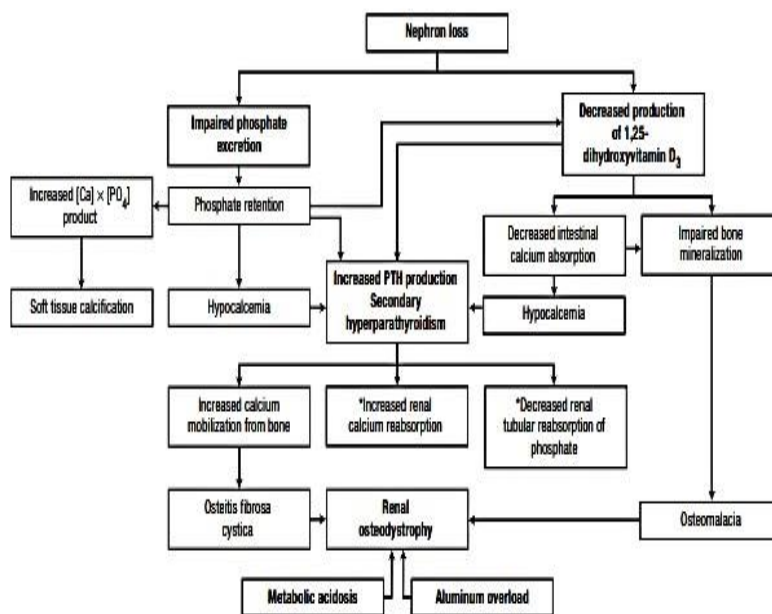 Nephron loss
Impaired phosphate
excretion
Decreased production
of 1,25-
dihydroxyvitamin D₃
Increased [Ca] × [PO₄]
product
Phosphate retention
Decreased intestinal
calcium absorption
Impaired bone
mineralization
Soft tissue calcification
Hypocalcemia
Increased PTH production
Secondary
hyperparathyroidism
Hypocalcemia
Increased calcium
mobilization from bone
*Increased renal
calcium reabsorption
*Decreased renal
tubular reabsorption of
phosphate
Osteitis fibrosa
cystica
Renal
osteodystrophy
Osteomalacia
Metabolic acidosis
Aluminum overload